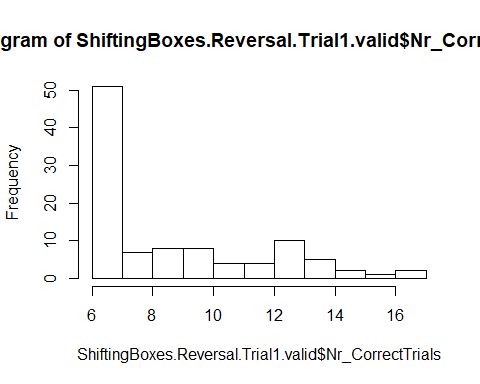 gram of ShiftingBoxes.Reversal.Trial1.valid$Nr_Corr
50
40
30
20
10
0
Frequency
6 8 10 12 14 16
ShiftingBoxes.Reversal.Trial1.valid$Nr_CorrectTrials